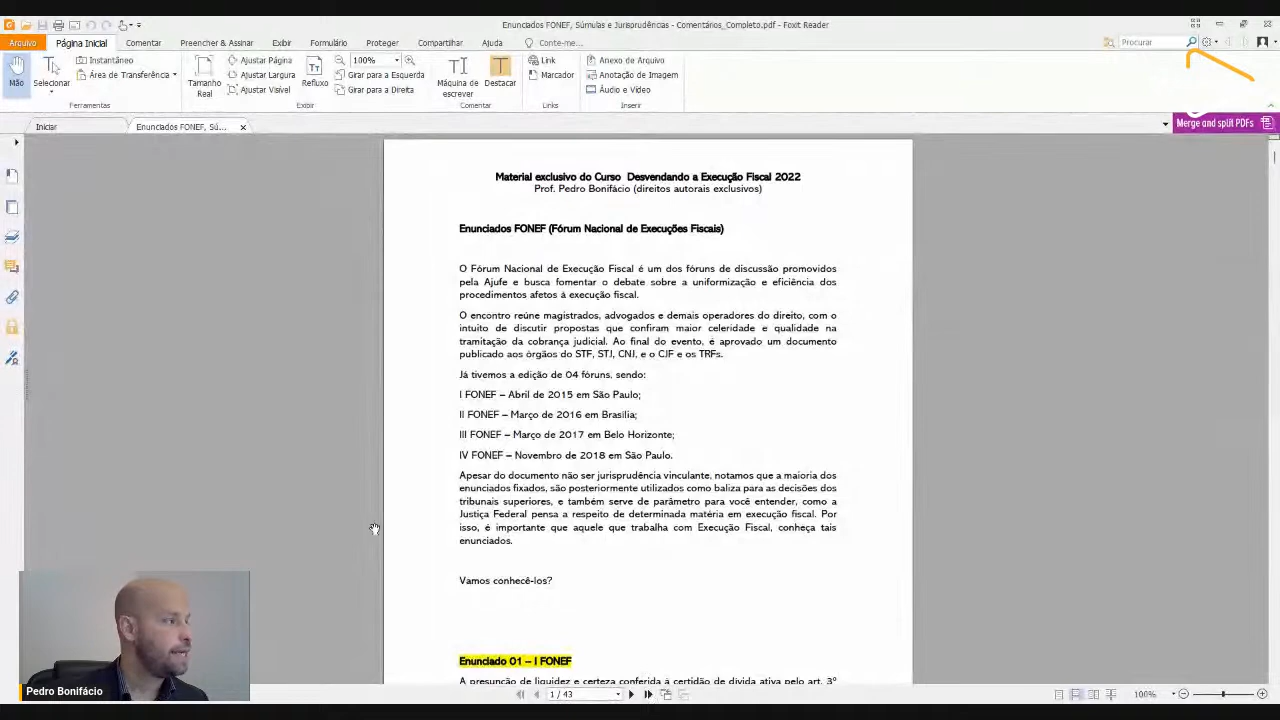 Enunciados FONEF, Súmulas e Jurisprudências - Comentários_Completo.pdf - Foxit Reader
Arquivo Página Inicial Comentar Preencher & Assinar Exibir Formulário Proteger Compartilhar Ajuda Conte-me... Procurar
Mão
Selecionar
Instantâneo
Área de Transferência
Ferramentas
Tamanho
Real
Ajustar Página
Ajustar Largura
Ajustar Visível
Refluxo
100%
Girar para a Esquerda
Girar para a Direita
Exibir
Máquina de
escrever
Destacar
Comentar
Link
Marcador
Links
Anexo de Arquivo
Anotação de Imagem
Áudio e Vídeo
Inserir
Iniciar
Enunciados FONEF, Sú...
Merge and split PDFs
Material exclusivo do Curso Desvendando a Execução Fiscal 2022
Prof. Pedro Bonifácio (direitos autorais exclusivos)
Enunciados FONEF (Fórum Nacional de Execuções Fiscais)
O Fórum Nacional de Execução Fiscal é um dos fóruns de discussão promovidos
pela Ajufe e busca fomentar o debate sobre a uniformização e eficiência dos
procedimentos afetos à execução fiscal.
O encontro reúne magistrados, advogados e demais operadores do direito, com o
intuito de discutir propostas que confiram maior celeridade e qualidade na
tramitação da cobrança judicial. Ao final do evento, é aprovado um documento
publicado aos órgãos do STF, STJ, CNJ, e o CJF e os TRFs.
Já tivemos a edição de 04 fóruns, sendo:
I FONEF – Abril de 2015 em São Paulo;
II FONEF – Março de 2016 em Brasília;
III FONEF – Março de 2017 em Belo Horizonte;
IV FONEF – Novembro de 2018 em São Paulo.
Apesar do documento não ser jurisprudência vinculante, notamos que a maioria dos
enunciados fixados, são posteriormente utilizados como baliza para as decisões dos
tribunais superiores, e também serve de parâmetro para você entender, como a
Justiça Federal pensa a respeito de determinada matéria em execução fiscal. Por
isso, é importante que aquele que trabalha com Execução Fiscal, conheça tais
enunciados.
Vamos conhecê-los?
Enunciado 01 – I FONEF
A presunção de liquidez e certeza conferida à certidão de dívida ativa pelo art. 3º
Pedro Bonifácio
1 / 43
100%